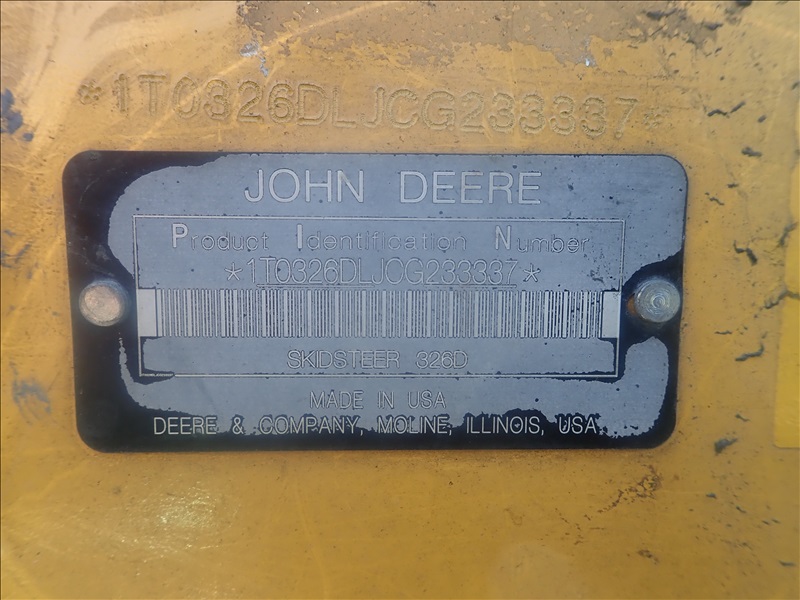 *1T0326DLJCG233337*
JOHN DEERE
Product Identification Number
*1T0326DLJCG233337*
SKIDSTEER 326D
MADE IN USA
DEERE & COMPANY, MOLINE, ILLINOIS, USA